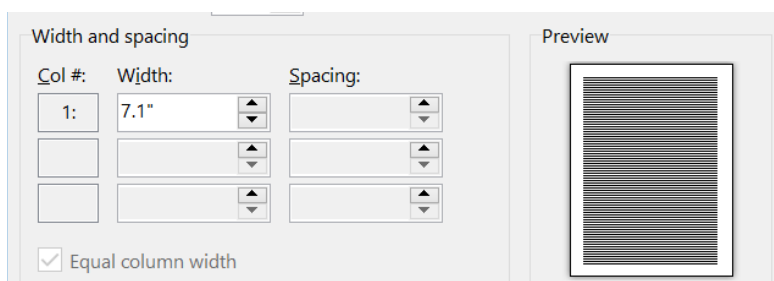 Width and spacing
Preview
Col #: Width: Spacing:
1: 7.1"
Equal column width